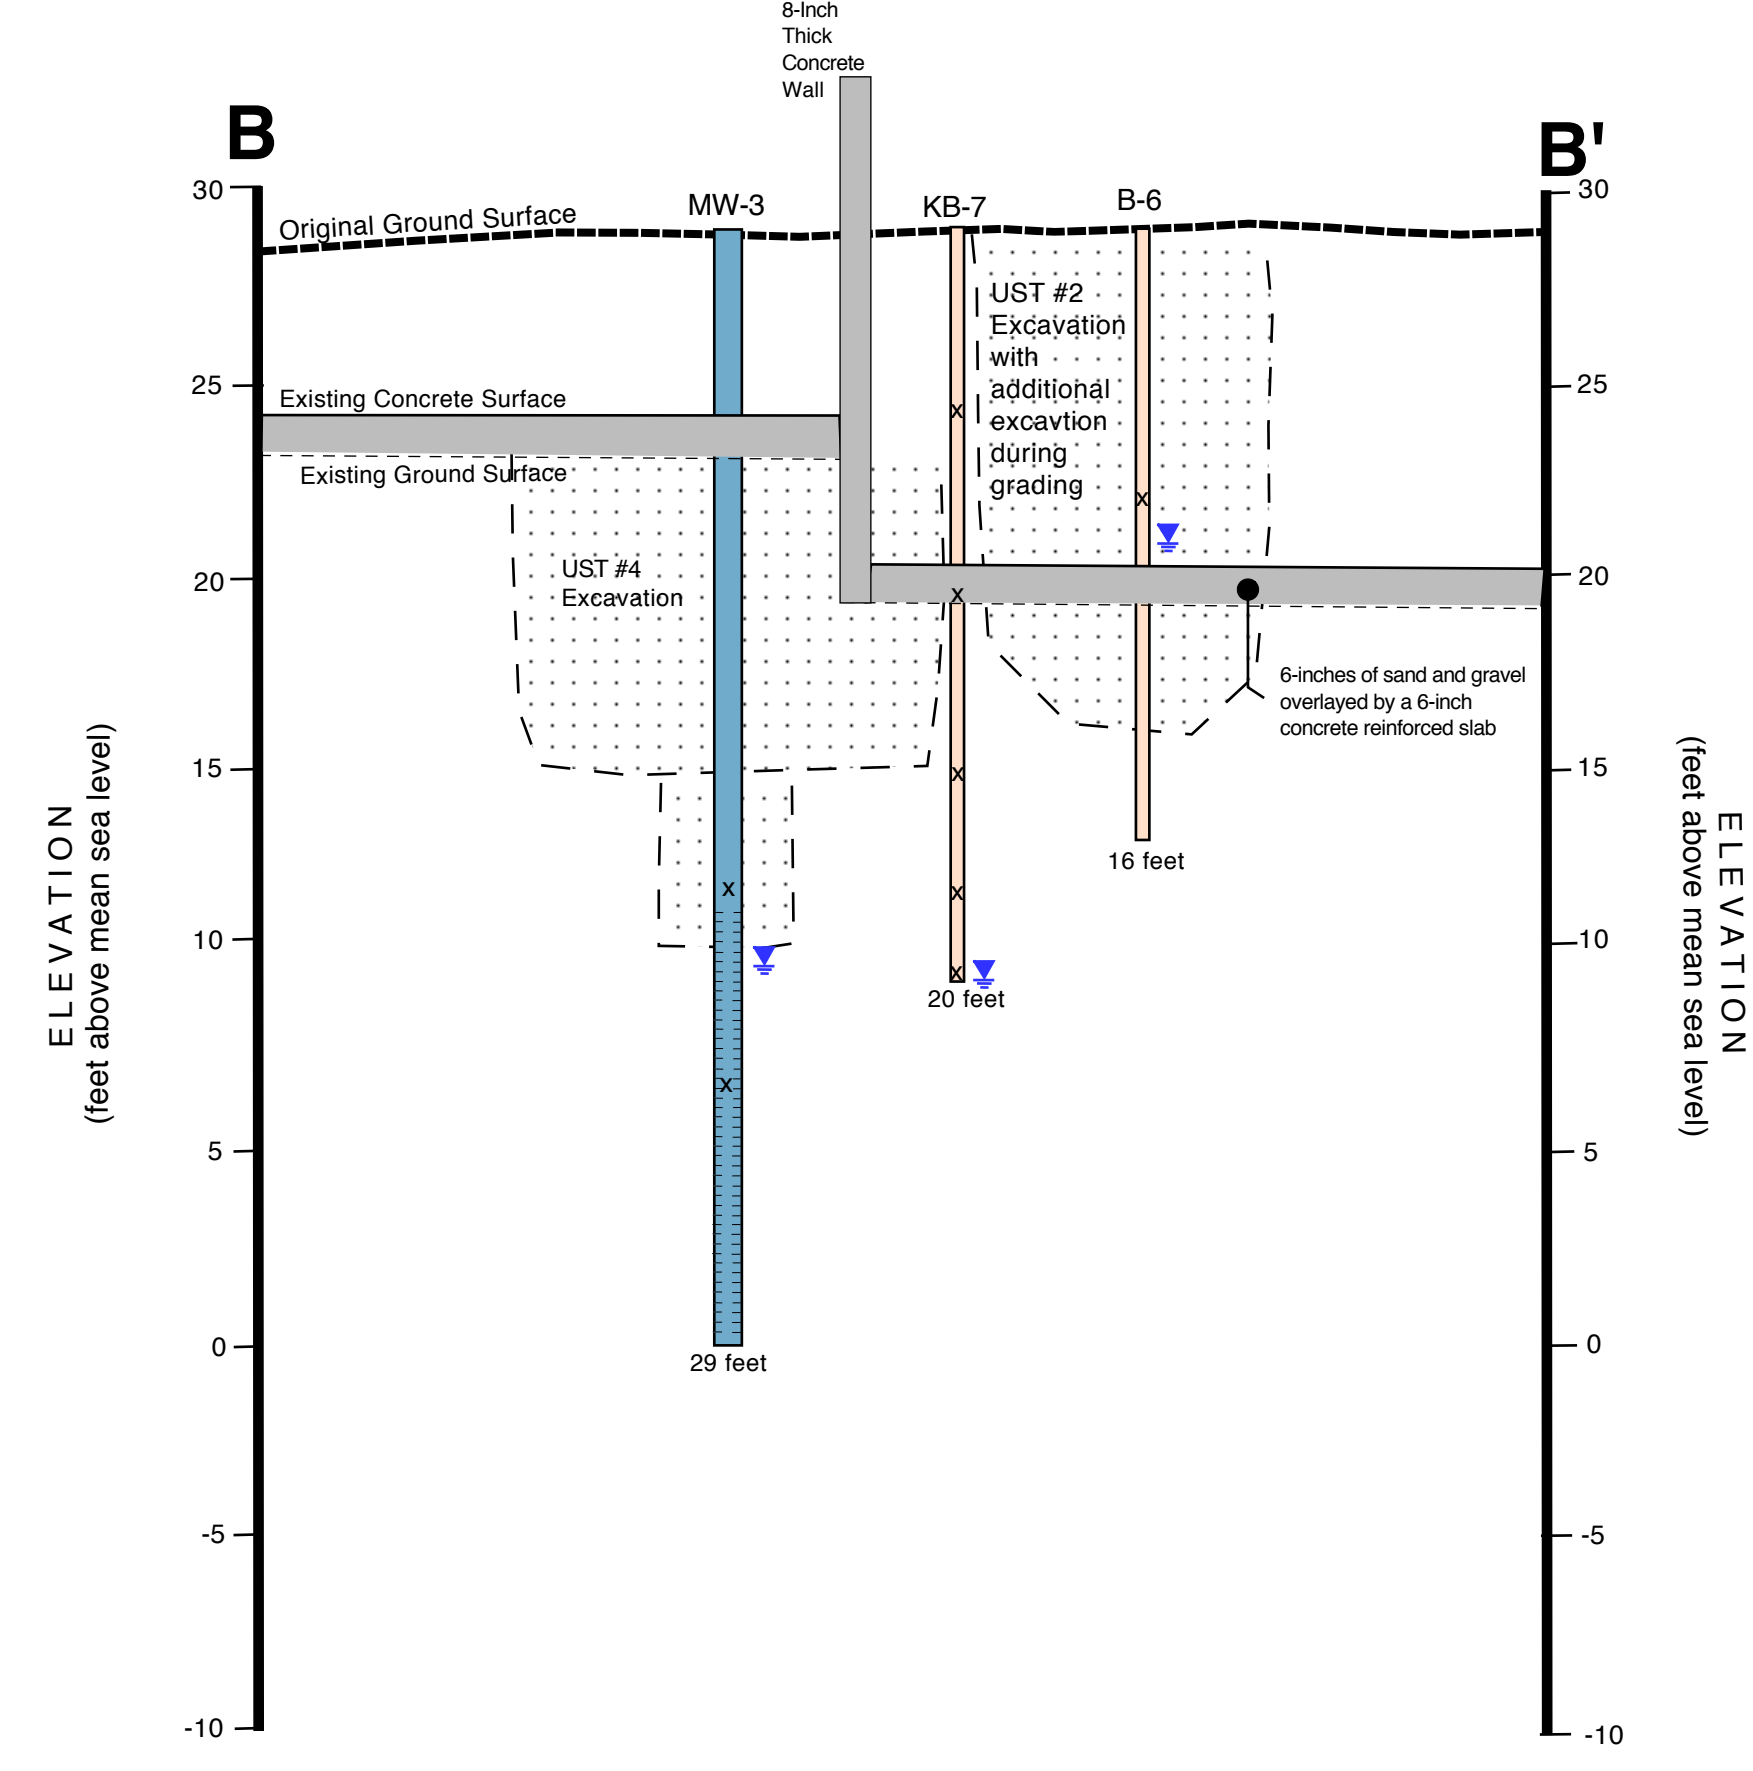 8-Inch
Thick
Concrete
Wall
B
B'
30
30
Original Ground Surface
MW-3
KB-7
B-6
UST #2
Excavation
with
additional
excavtion
during
grading
25
25
Existing Concrete Surface
Existing Ground Surface
x
x
UST #4
Excavation
20
20
x
6-inches of sand and gravel
overlayed by a 6-inch
concrete reinforced slab
15
15
x
16 feet
x
x
10
10
x
20 feet
x
5
5
0
0
29 feet
-5
-5
-10
-10
ELEVATION
(feet above mean sea level)
ELEVATION
(feet above mean sea level)